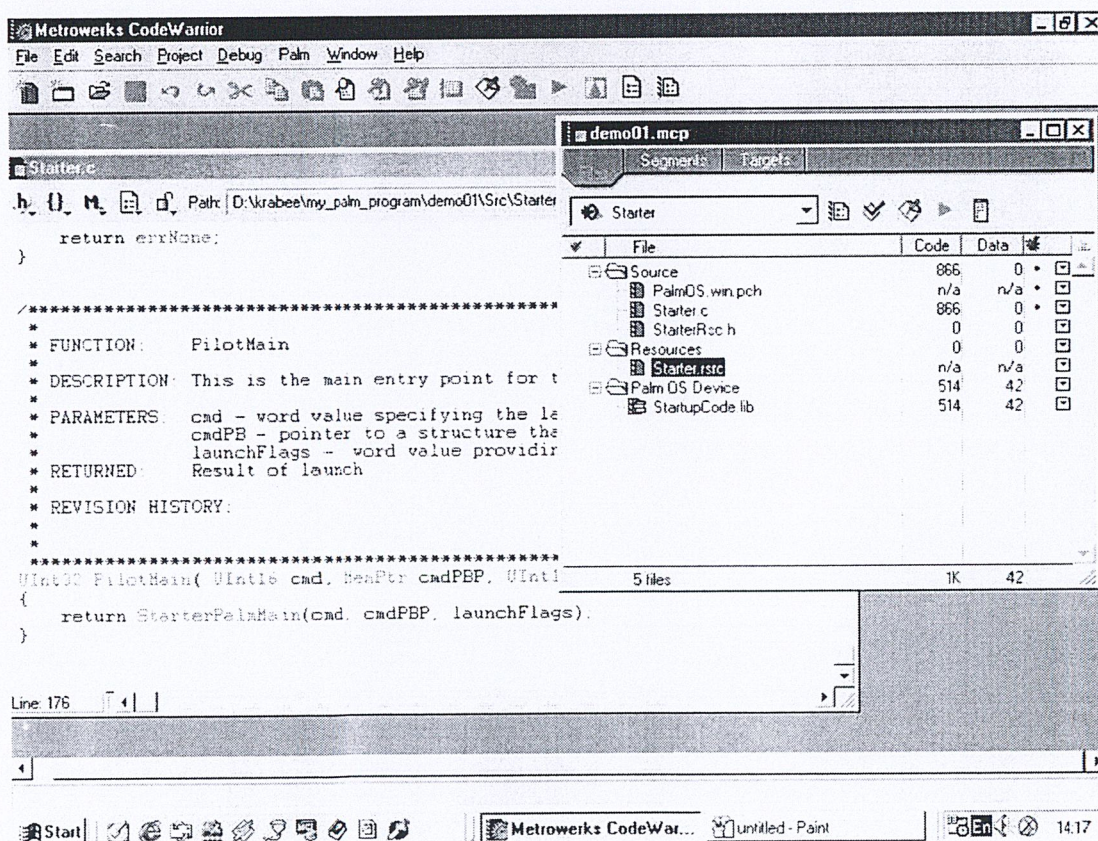 Metrowerks CodeWarrior
File Edit Search Project Debug Palm Window Help
Starter.c
Path: D:\krabee\my_palm_program\demo01\Src\Starter
return errNone;
}
/***********************************************************
*
* FUNCTION: PilotMain
*
* DESCRIPTION: This is the main entry point for t
*
* PARAMETERS: cmd - word value specifying the la
* cmdPB - pointer to a structure tha
* launchFlags - word value providin
* RETURNED: Result of launch
*
* REVISION HISTORY:
*
*
***********************************************************
UInt32 PilotMain( UInt16 cmd, MemPtr cmdPBP, UInt1
{
return StarterPalmMain(cmd, cmdPBP, launchFlags);
}
Line: 176
demo01.mcp
Segments Targets
Starter
File Code Data
Source 866 0
PalmOS.win.pch n/a n/a
Starter.c 866 0
StarterRsc.h 0 0
Resources 0 0
Starter.rsrc n/a n/a
Palm OS Device 514 42
StartupCode.lib 514 42
5 files 1K 42
Start Metrowerks CodeWar... untitled - Paint En 14:17